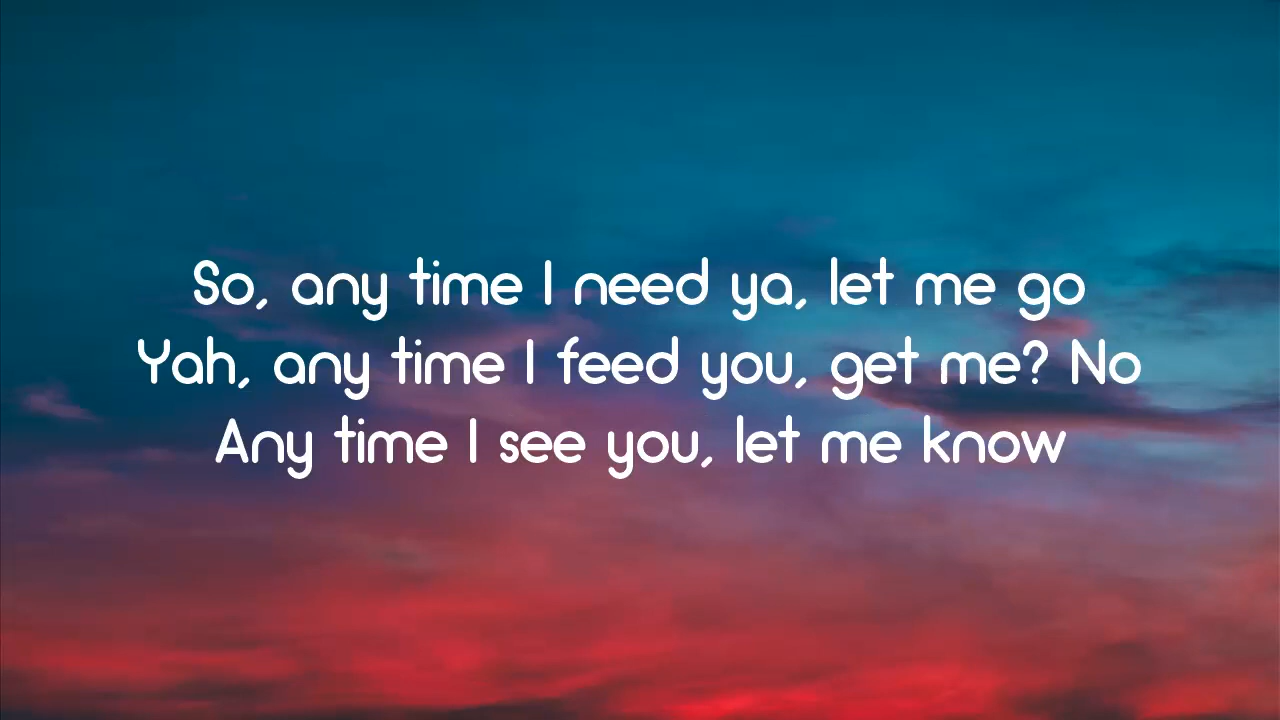 So, any time I need ya, let me go
Yah, any time I feed you, get me? No
Any time I see you, let me know